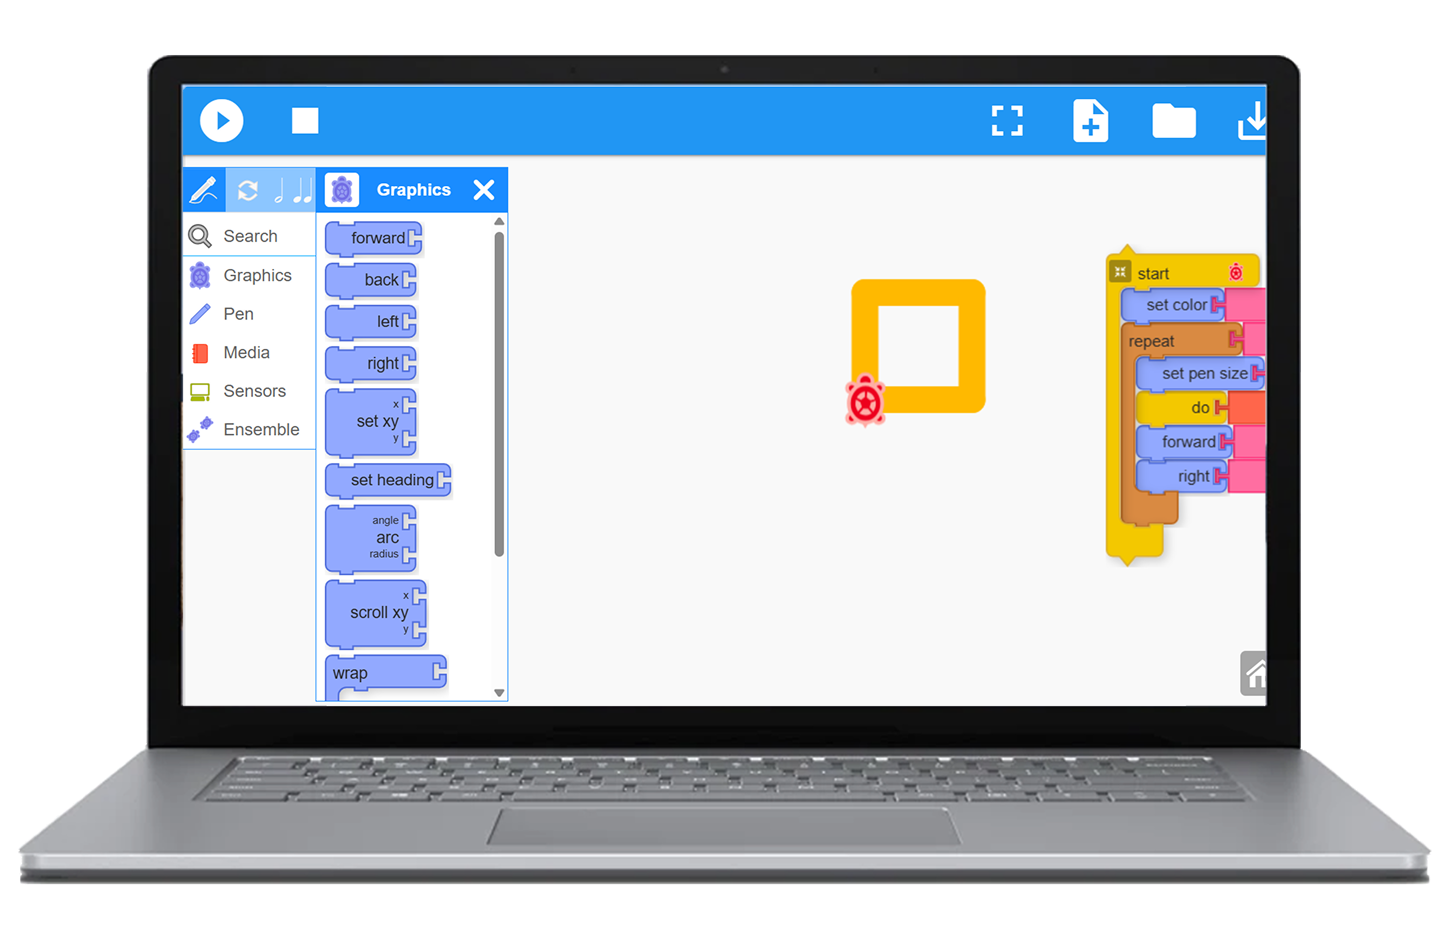 Graphics
Search
Graphics
Pen
Media
Sensors
Ensemble
forward
back
left
right
x
set xy
y
set heading
angle
arc
radius
x
scroll xy
y
wrap
start
set color
repeat
set pen size
do
forward
right